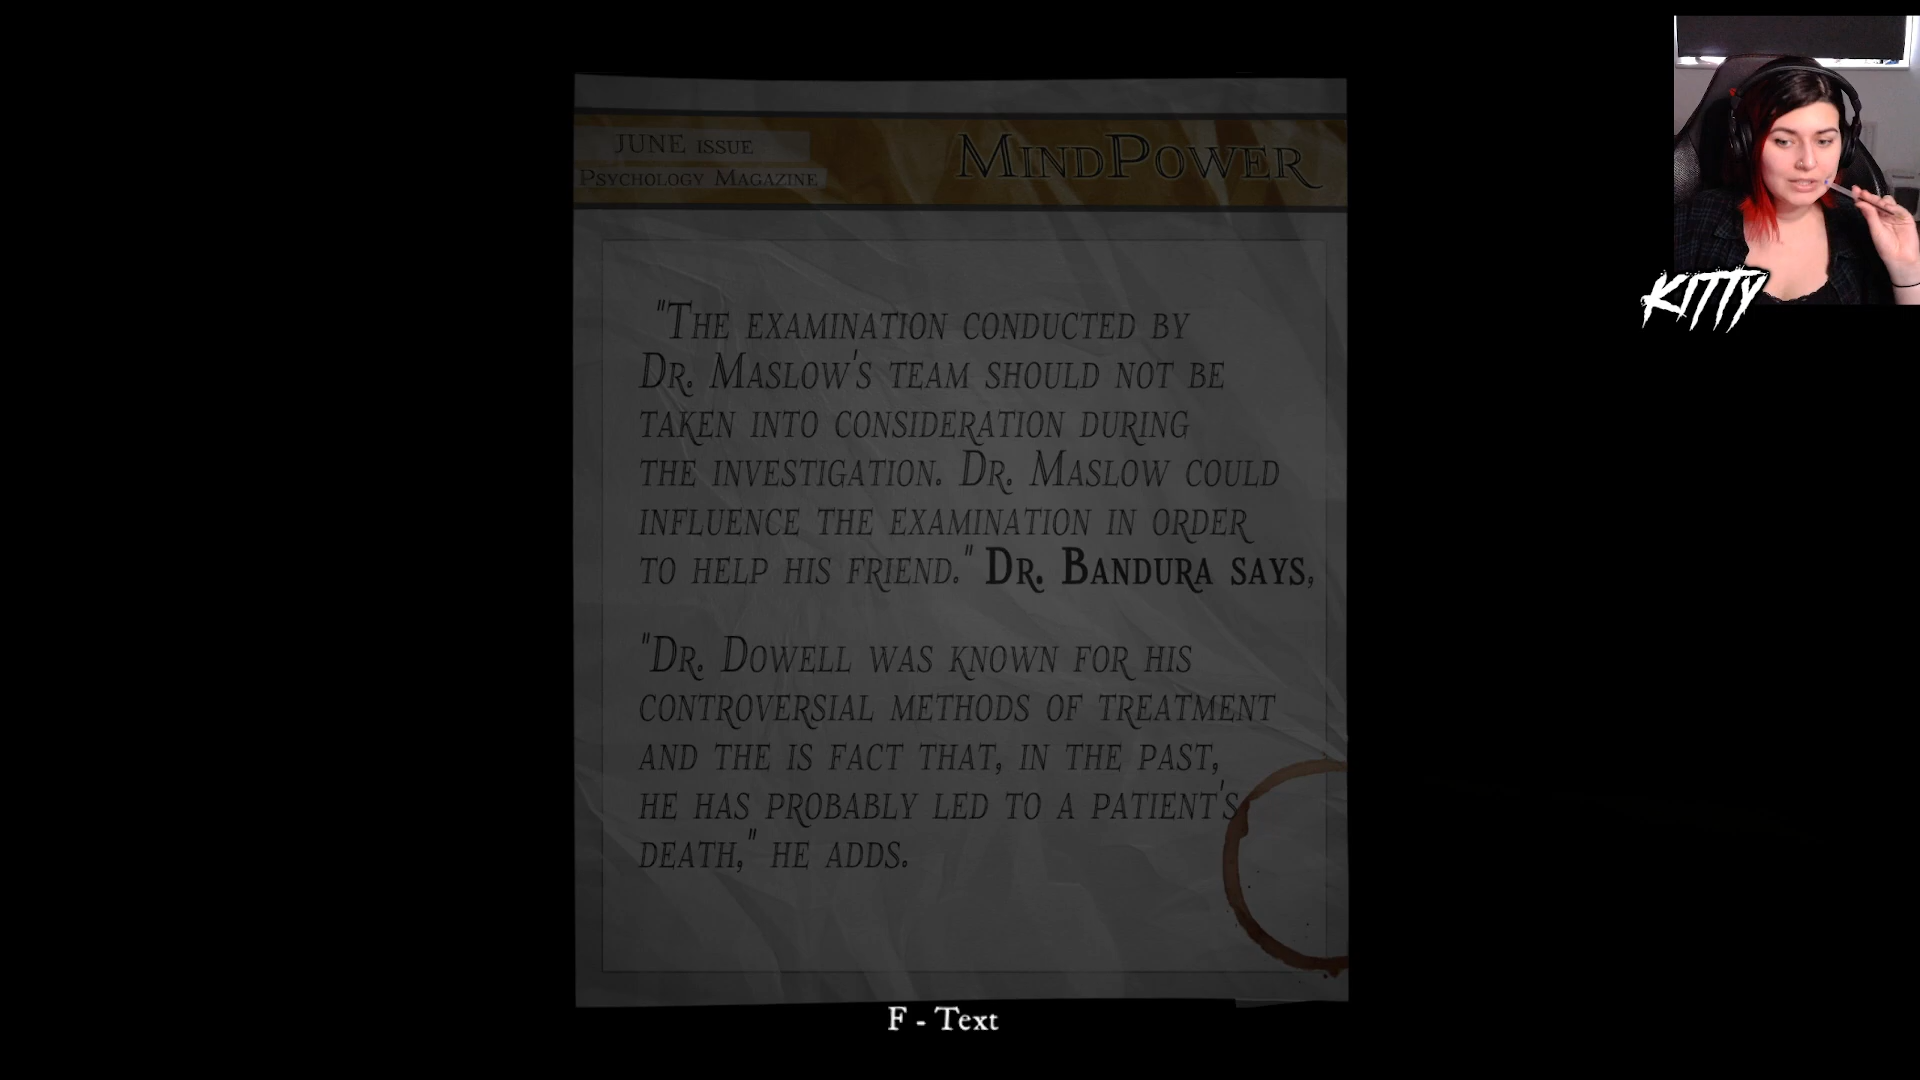 JUNE ISSUE
PSYCHOLOGY MAGAZINE
MINDPOWER
"THE EXAMINATION CONDUCTED BY
DR. MASLOW'S TEAM SHOULD NOT BE
TAKEN INTO CONSIDERATION DURING
THE INVESTIGATION. DR. MASLOW COULD
INFLUENCE THE EXAMINATION IN ORDER
TO HELP HIS FRIEND." DR. BANDURA SAYS,
"DR. DOWELL WAS KNOWN FOR HIS
CONTROVERSIAL METHODS OF TREATMENT
AND THE IS FACT THAT, IN THE PAST,
HE HAS PROBABLY LED TO A PATIENT'S
DEATH," HE ADDS.
F - Text
KITTY